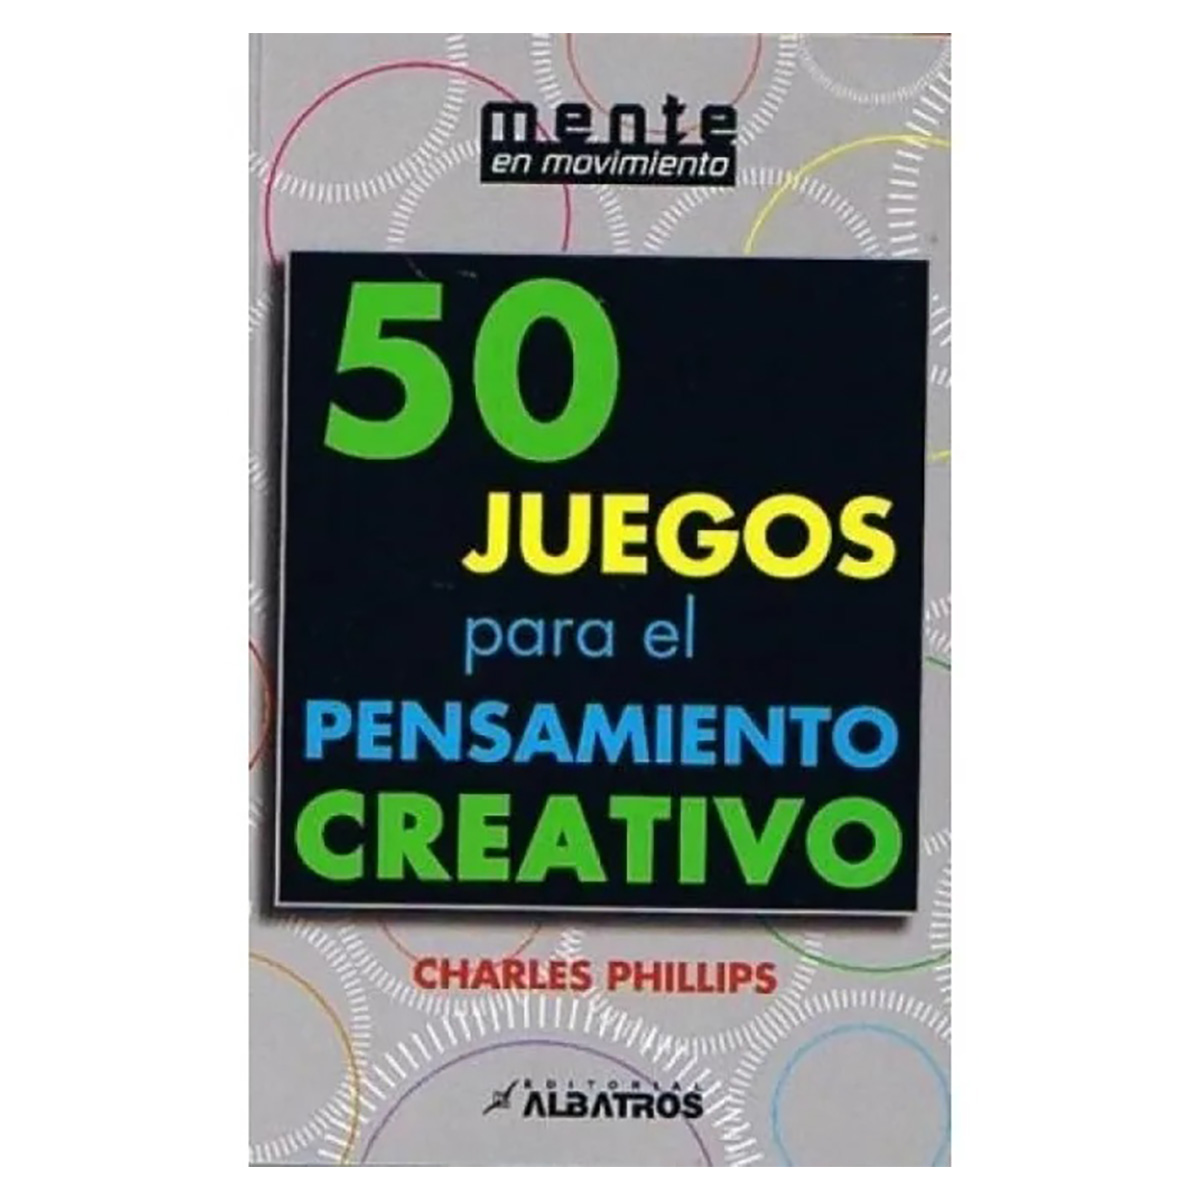 mente
en movimiento
50
JUEGOS
para el
PENSAMIENTO
CREATIVO
CHARLES PHILLIPS
EDITORIAL
ALBATROS